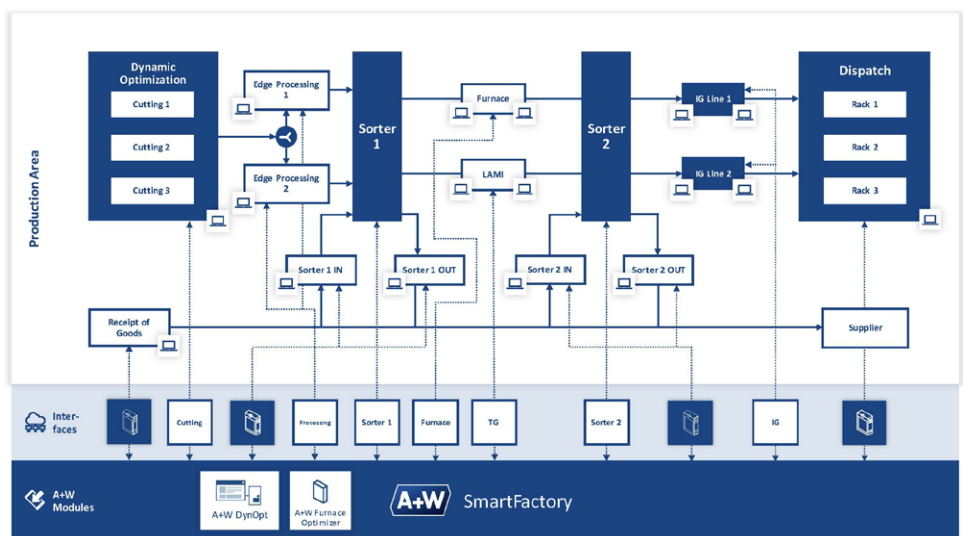 Production Area
Dynamic
Optimization
Cutting 1
Cutting 2
Cutting 3
Edge Processing
1
Edge Processing
2
Sorter
1
Furnace
LAMI
Sorter
2
IG Line 1
IG Line 2
Dispatch
Rack 1
Rack 2
Rack 3
Sorter 1 IN
Sorter 1 OUT
Sorter 2 IN
Sorter 2 OUT
Receipt of
Goods
Supplier
Inter-
faces
Cutting
Processing
Sorter 1
Furnace
TG
Sorter 2
IG
A+W
Modules
A+W DynOpt
A+W Furnace
Optimizer
A+W SmartFactory